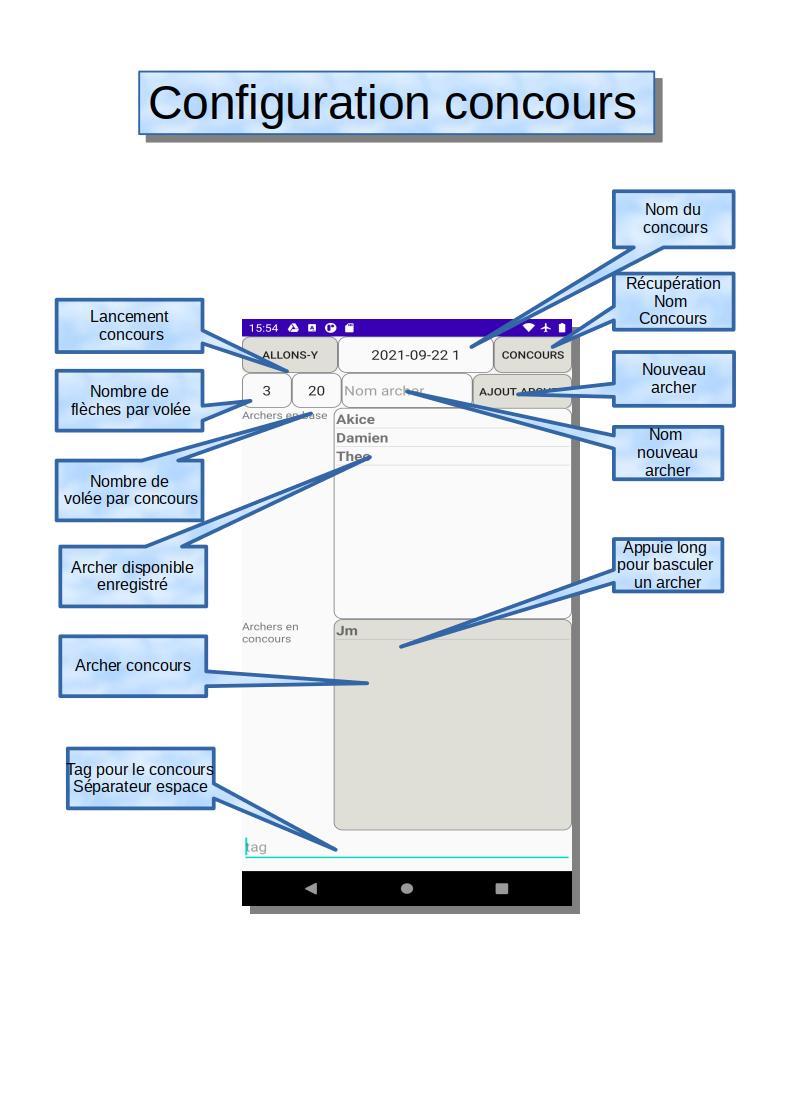 Configuration concours
Nom du
concours
Récupération
Nom
Concours
Lancement
concours
15:54
ALLONS-Y
2021-09-22 1
CONCOURS
Nouveau
archer
Nombre de
flèches par volée
3
20
Nom archer
AJOUT
Archers en base
Akice
Damien
Theo
Nom
nouveau
archer
Nombre de
volée par concours
Archer disponible
enregistré
Appuie long
pour basculer
un archer
Archers en
concours
Jm
Archer concours
Tag pour le concours
Séparateur espace
tag